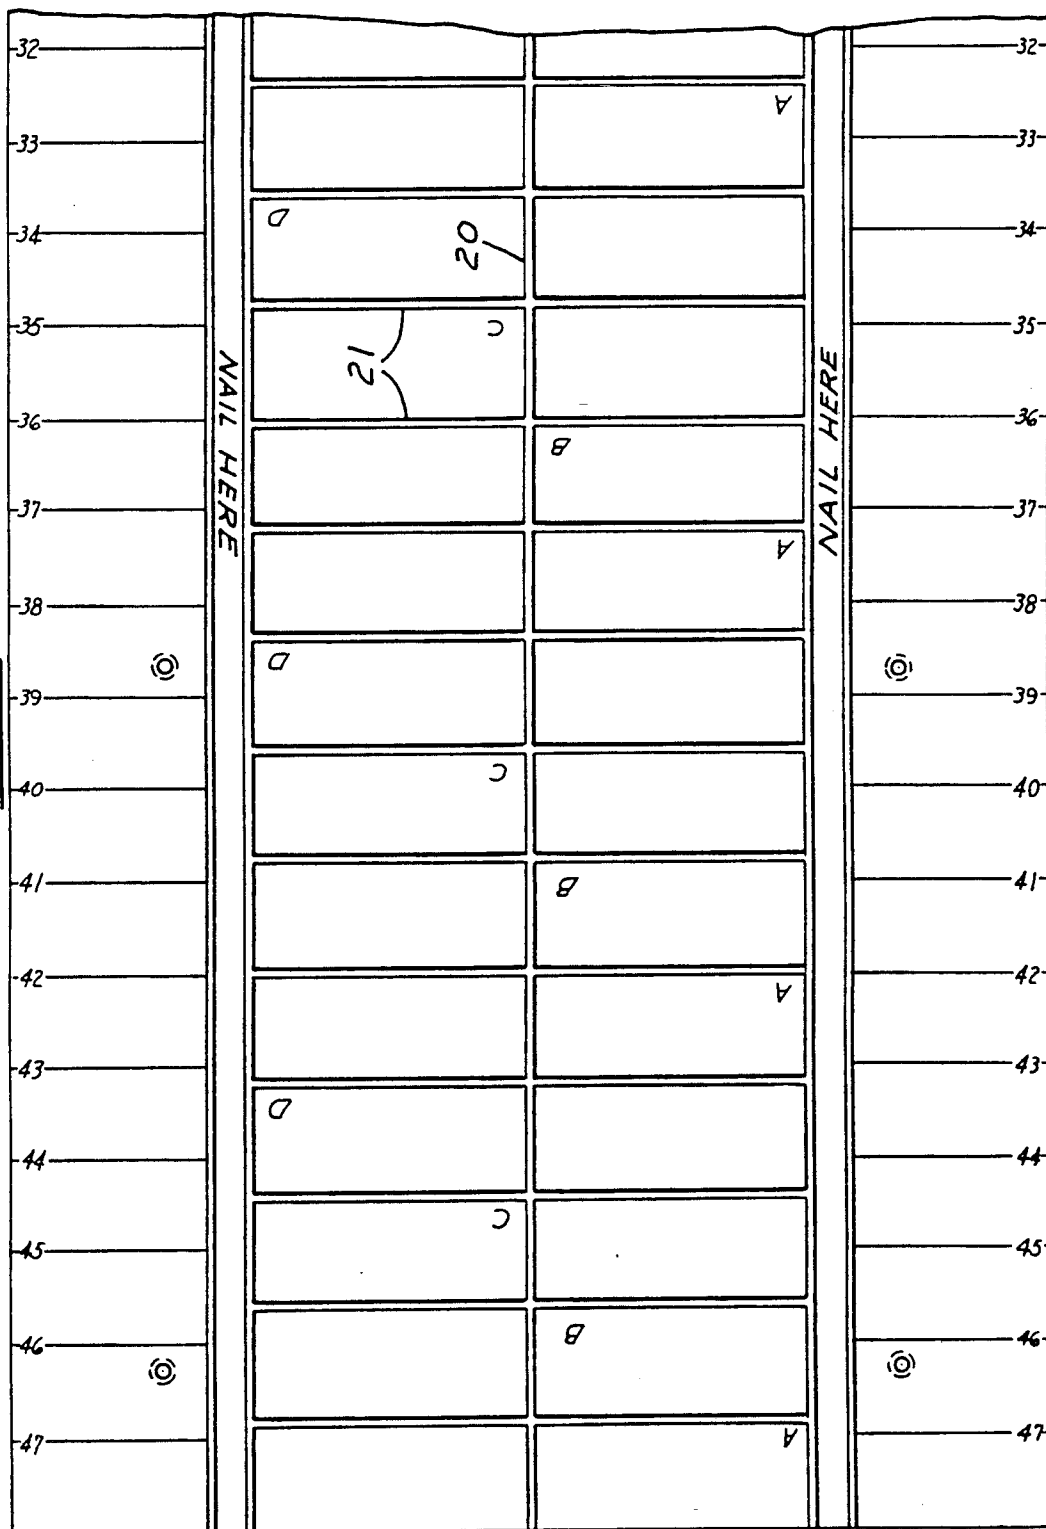 32 32
A
33 33
D
34 20 34
35 C 35
21
36 36
B
NAIL HERE NAIL HERE
37 37
A
38 38
D
39 39
C
40 40
41 B 41
42 42
A
43 43
D
44 44
C
45 45
B
46 46
A
47 47